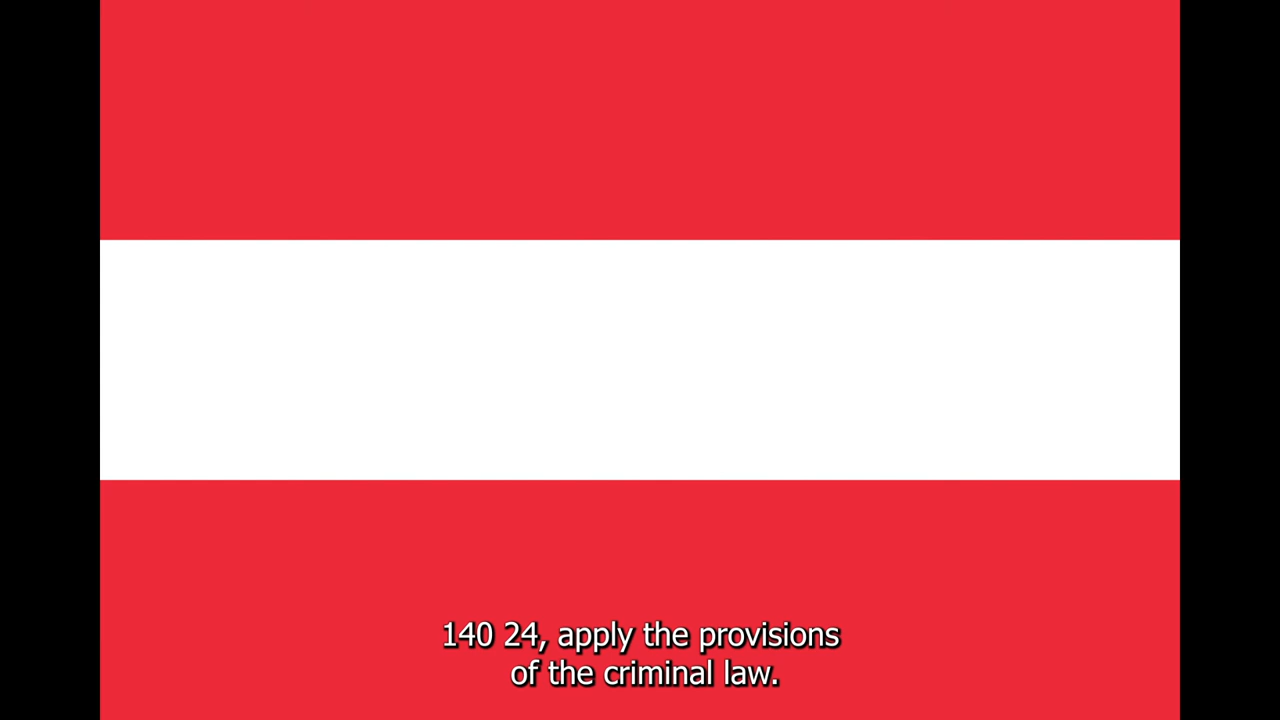 140 24, apply the provisions
of the criminal law.